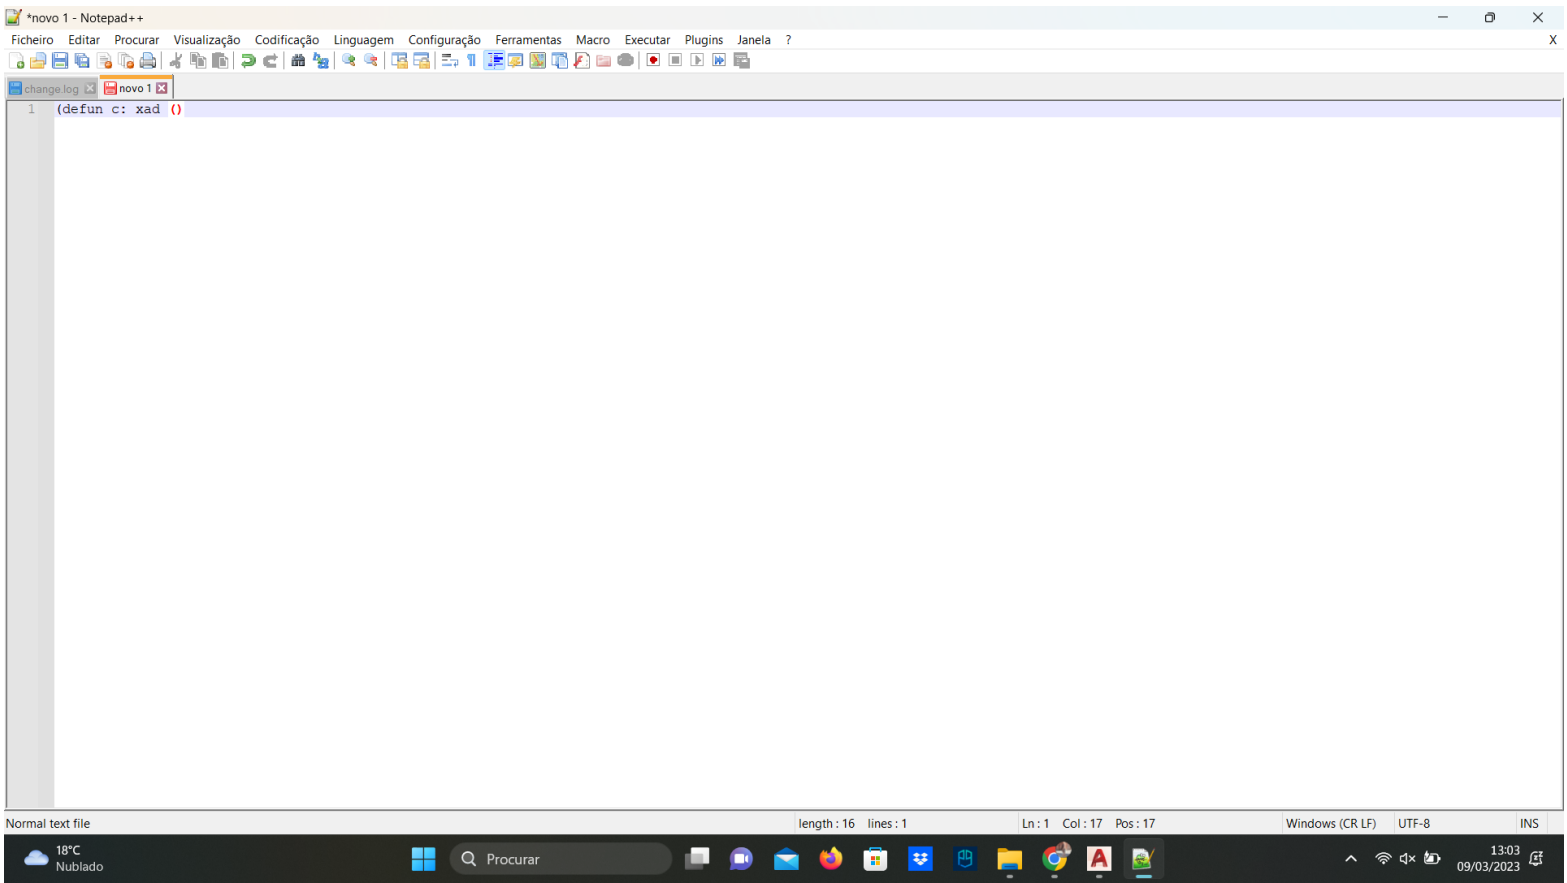 *novo 1 - Notepad++
Ficheiro Editar Procurar Visualização Codificação Linguagem Configuração Ferramentas Macro Executar Plugins Janela ? X
change.log novo 1
1 (defun c: xad ()
Normal text file length : 16 lines : 1 Ln : 1 Col : 17 Pos : 17 Windows (CR LF) UTF-8 INS
18°C
Nublado
Procurar
13:03
09/03/2023